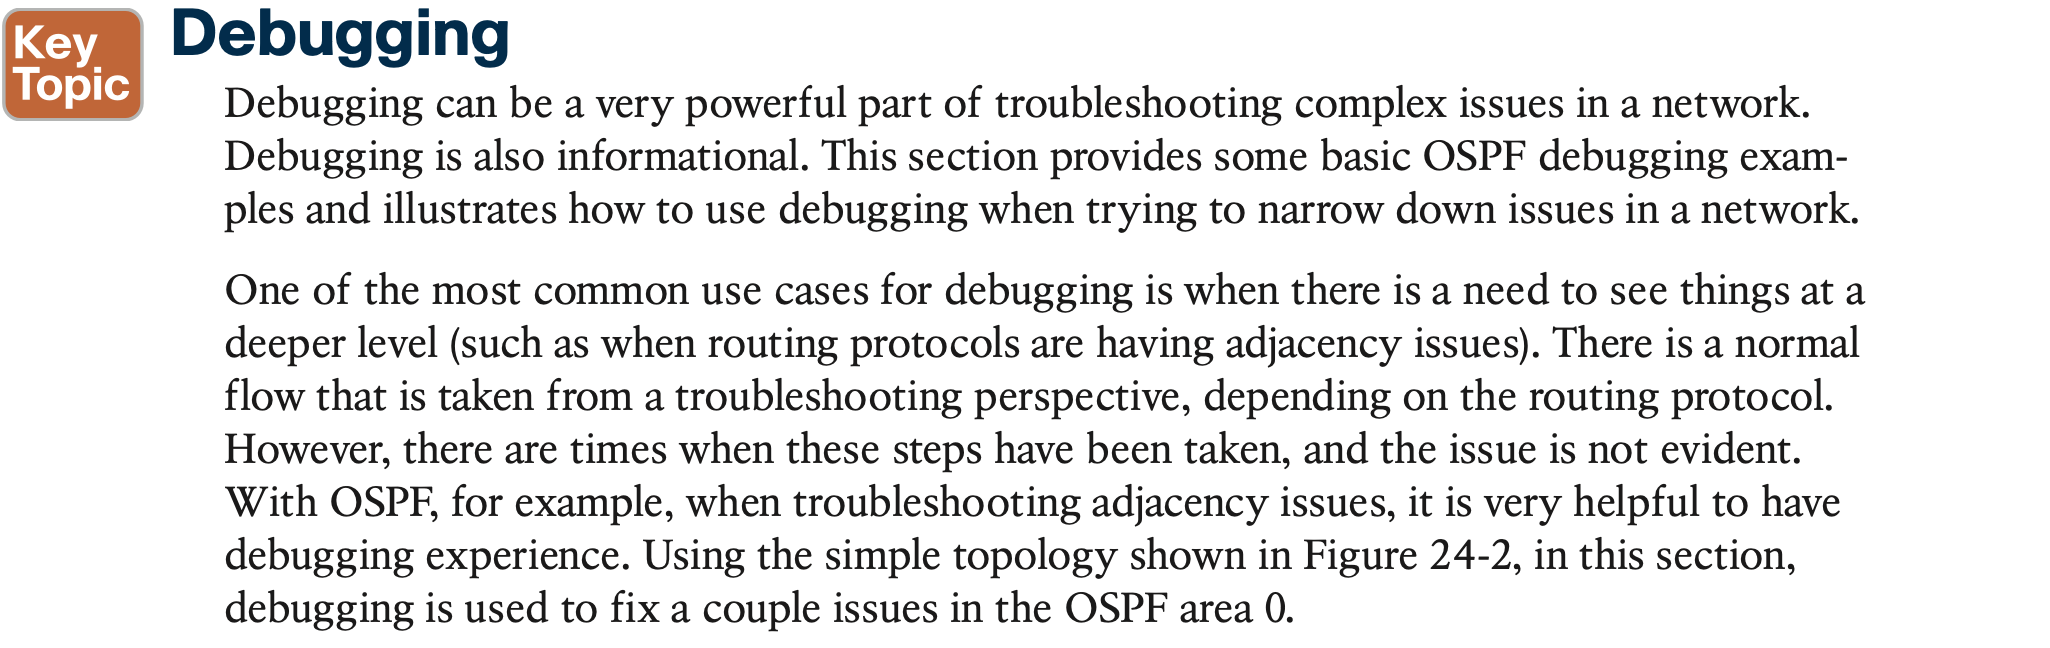 Key
Topic
Debugging
Debugging can be a very powerful part of troubleshooting complex issues in a network.
Debugging is also informational. This section provides some basic OSPF debugging exam-
ples and illustrates how to use debugging when trying to narrow down issues in a network.
One of the most common use cases for debugging is when there is a need to see things at a
deeper level (such as when routing protocols are having adjacency issues). There is a normal
flow that is taken from a troubleshooting perspective, depending on the routing protocol.
However, there are times when these steps have been taken, and the issue is not evident.
With OSPF, for example, when troubleshooting adjacency issues, it is very helpful to have
debugging experience. Using the simple topology shown in Figure 24-2, in this section,
debugging is used to fix a couple issues in the OSPF area 0.